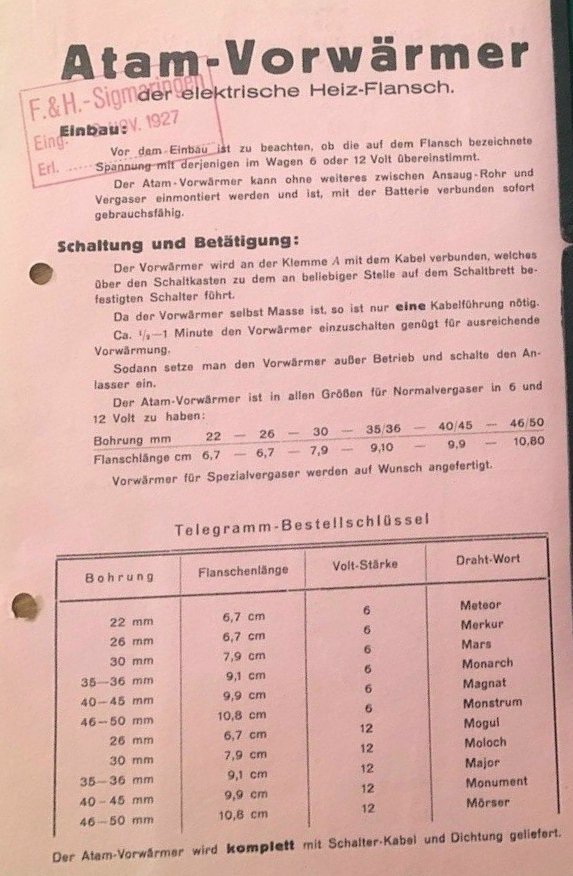 Atam-Vorwärmer
der elektrische Heiz-Flansch.
F. & H.- Sigmaringen
Eing. NOV. 1927
Erl. .....
Einbau:
Vor dem Einbau ist zu beachten, ob die auf dem Flansch bezeichnete
Spannung mit derjenigen im Wagen 6 oder 12 Volt übereinstimmt.
Der Atam-Vorwärmer kann ohne weiteres zwischen Ansaug-Rohr und
Vergaser einmontiert werden und ist, mit der Batterie verbunden sofort
gebrauchsfähig.
Schaltung und Betätigung:
Der Vorwärmer wird an der Klemme A mit dem Kabel verbunden, welches
über den Schaltkasten zu dem an beliebiger Stelle auf dem Schaltbrett be-
festigten Schalter führt.
Da der Vorwärmer selbst Masse ist, so ist nur eine Kabelführung nötig.
Ca. ½—1 Minute den Vorwärmer einzuschalten genügt für ausreichende
Vorwärmung.
Sodann setze man den Vorwärmer außer Betrieb und schalte den An-
lasser ein.
Der Atam-Vorwärmer ist in allen Größen für Normalvergaser in 6 und
12 Volt zu haben:
Bohrung mm 22 — 26 — 30 — 35/36 — 40/45 — 46/50
Flanschlänge cm 6,7 — 6,7 — 7,9 — 9,10 — 9,9 — 10,80
Vorwärmer für Spezialvergaser werden auf Wunsch angefertigt.
Telegramm-Bestellschlüssel
Bohrung Flanschenlänge Volt-Stärke Draht-Wort
22 mm 6,7 cm 6 Meteor
26 mm 6,7 cm 6 Merkur
30 mm 7,9 cm 6 Mars
35—36 mm 9,1 cm 6 Monarch
40—45 mm 9,9 cm 6 Magnat
46—50 mm 10,8 cm 6 Monstrum
26 mm 6,7 cm 12 Mogul
30 mm 7,9 cm 12 Moloch
35—36 mm 9,1 cm 12 Major
40—45 mm 9,9 cm 12 Monument
46—50 mm 10,8 cm 12 Mörser
Der Atam-Vorwärmer wird komplett mit Schalter-Kabel und Dichtung geliefert.